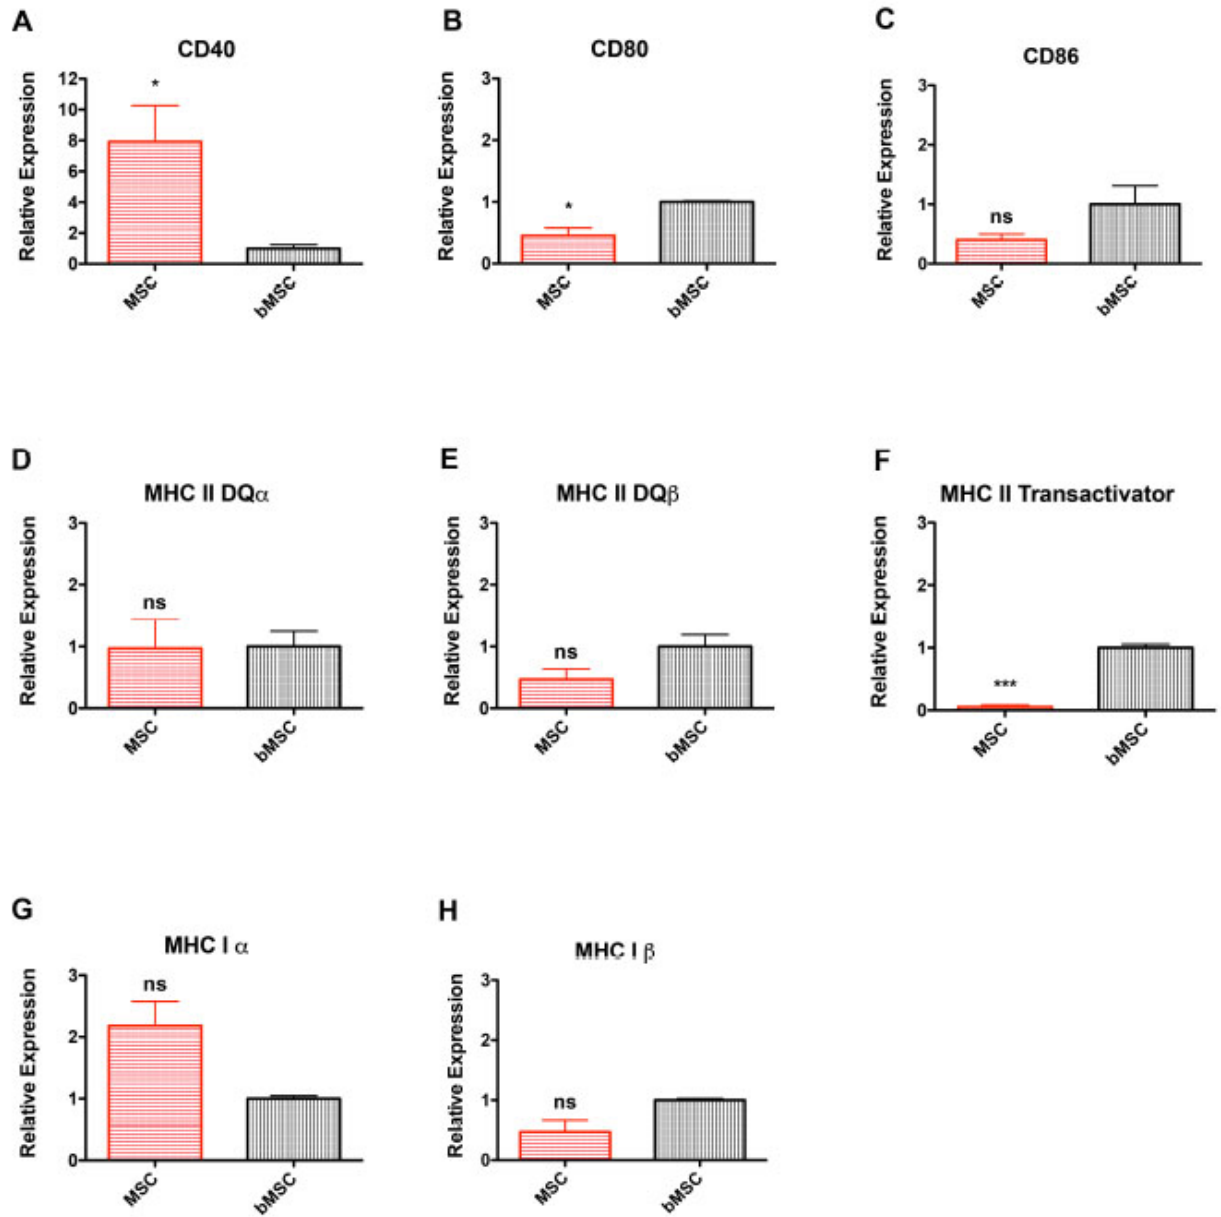 A
CD40
Relative Expression
12
10
8
6
4
2
0
*
MSC
bMSC
B
CD80
Relative Expression
3
2
1
0
*
MSC
bMSC
C
CD86
Relative Expression
3
2
1
0
ns
MSC
bMSC
D
MHC II DQα
Relative Expression
3
2
1
0
ns
MSC
bMSC
E
MHC II DQβ
Relative Expression
3
2
1
0
ns
MSC
bMSC
F
MHC II Transactivator
Relative Expression
3
2
1
0
***
MSC
bMSC
G
MHC I α
Relative Expression
3
2
1
0
ns
MSC
bMSC
H
MHC I β
Relative Expression
3
2
1
0
ns
MSC
bMSC